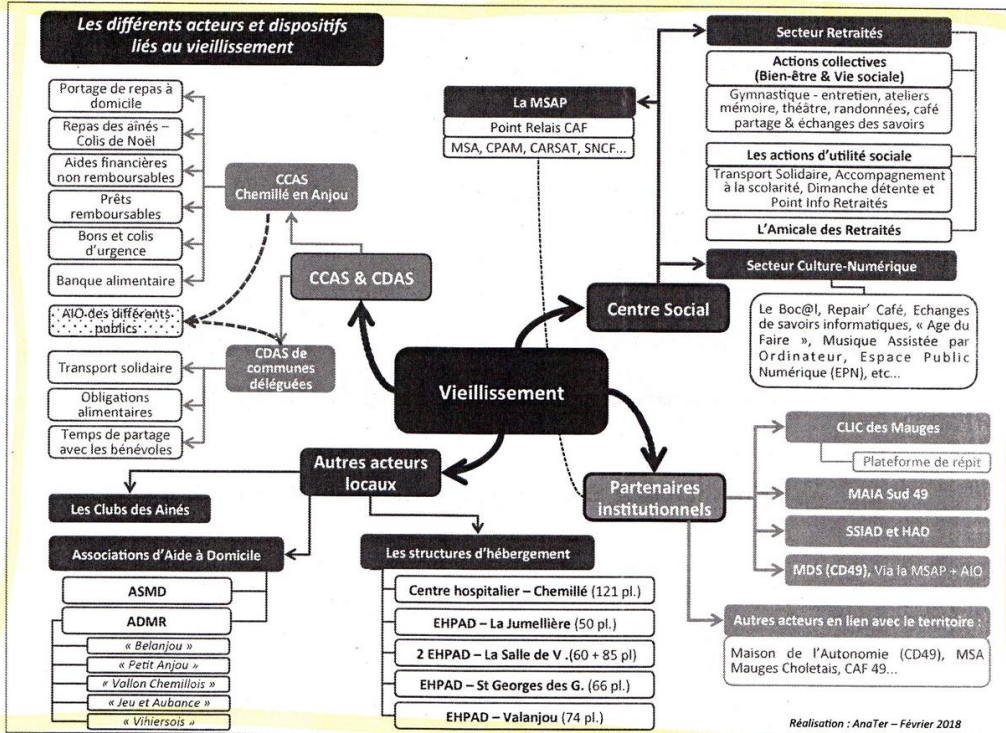 Les différents acteurs et dispositifs
liés au vieillissement
Portage de repas à
domicile
Repas des aînés –
Colis de Noël
Aides financières
non remboursables
Prêts
remboursables
Bons et colis
d'urgence
Banque alimentaire
AIO des différents
publics
Transport solidaire
Obligations
alimentaires
Temps de partage
avec les bénévoles
CCAS
Chemillé en Anjou
CCAS & CDAS
CDAS de
communes
déléguées
La MSAP
Point Relais CAF
MSA, CPAM, CARSAT, SNCF...
Secteur Retraités
Actions collectives
(Bien-être & Vie sociale)
Gymnastique - entretien, ateliers
mémoire, théâtre, randonnées, café
partage & échanges des savoirs
Les actions d'utilité sociale
Transport Solidaire, Accompagnement
à la scolarité, Dimanche détente et
Point Info Retraités
L'Amicale des Retraités
Secteur Culture-Numérique
Le Boc@l, Repair' Café, Echanges
de savoirs informatiques, « Age du
Faire », Musique Assistée par
Ordinateur, Espace Public
Numérique (EPN), etc...
Centre Social
Vieillissement
Autres acteurs
locaux
Les Clubs des Ainés
Associations d'Aide à Domicile
ASMD
ADMR
« Belanjou »
« Petit Anjou »
« Vallon Chemillois »
« Jeu et Aubance »
« Vihiersois »
Les structures d'hébergement
Centre hospitalier – Chemillé (121 pl.)
EHPAD – La Jumellière (50 pl.)
2 EHPAD – La Salle de V .(60 + 85 pl)
EHPAD – St Georges des G. (66 pl.)
EHPAD – Valanjou (74 pl.)
Partenaires
institutionnels
CLIC des Mauges
Plateforme de répit
MAIA Sud 49
SSIAD et HAD
MDS (CD49), Via la MSAP + AIO
Autres acteurs en lien avec le territoire :
Maison de l'Autonomie (CD49), MSA
Mauges Choletais, CAF 49...
Réalisation : AnaTer – Février 2018